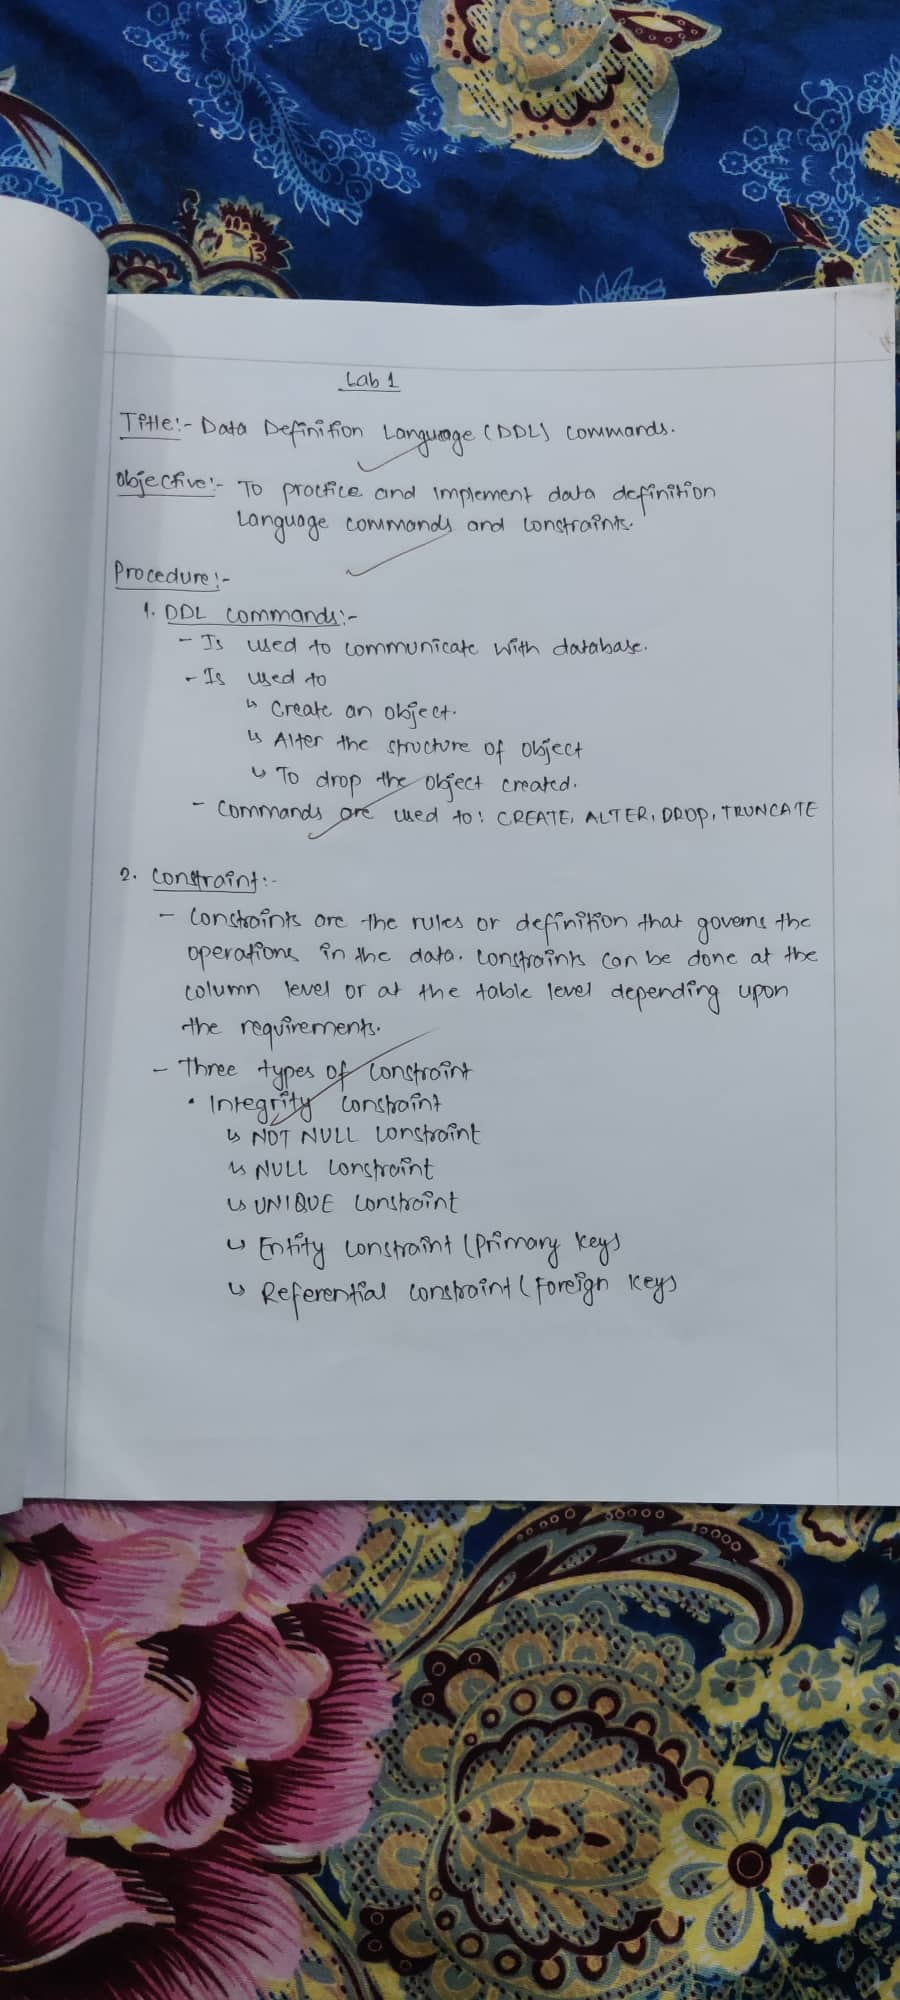 Lab 1
Title:- Data Definition Language (DDL) commands.
Objective:- To practice and implement data definition
Language commands and constraints.
Procedure:-
1. DDL commands:-
- Is used to communicate with database.
- Is used to
↳ Create an object.
↳ Alter the structure of object
↳ To drop the object created.
- Commands are used to: CREATE, ALTER, DROP, TRUNCATE
2. Constraint:-
- Constraints are the rules or definition that governs the
operations in the data. Constraints can be done at the
column level or at the table level depending upon
the requirements.
- Three types of constraint
• Integrity constraint
↳ NOT NULL constraint
↳ NULL constraint
↳ UNIQUE constraint
↳ Entity constraint (Primary key)
↳ Referential constraint (Foreign key)